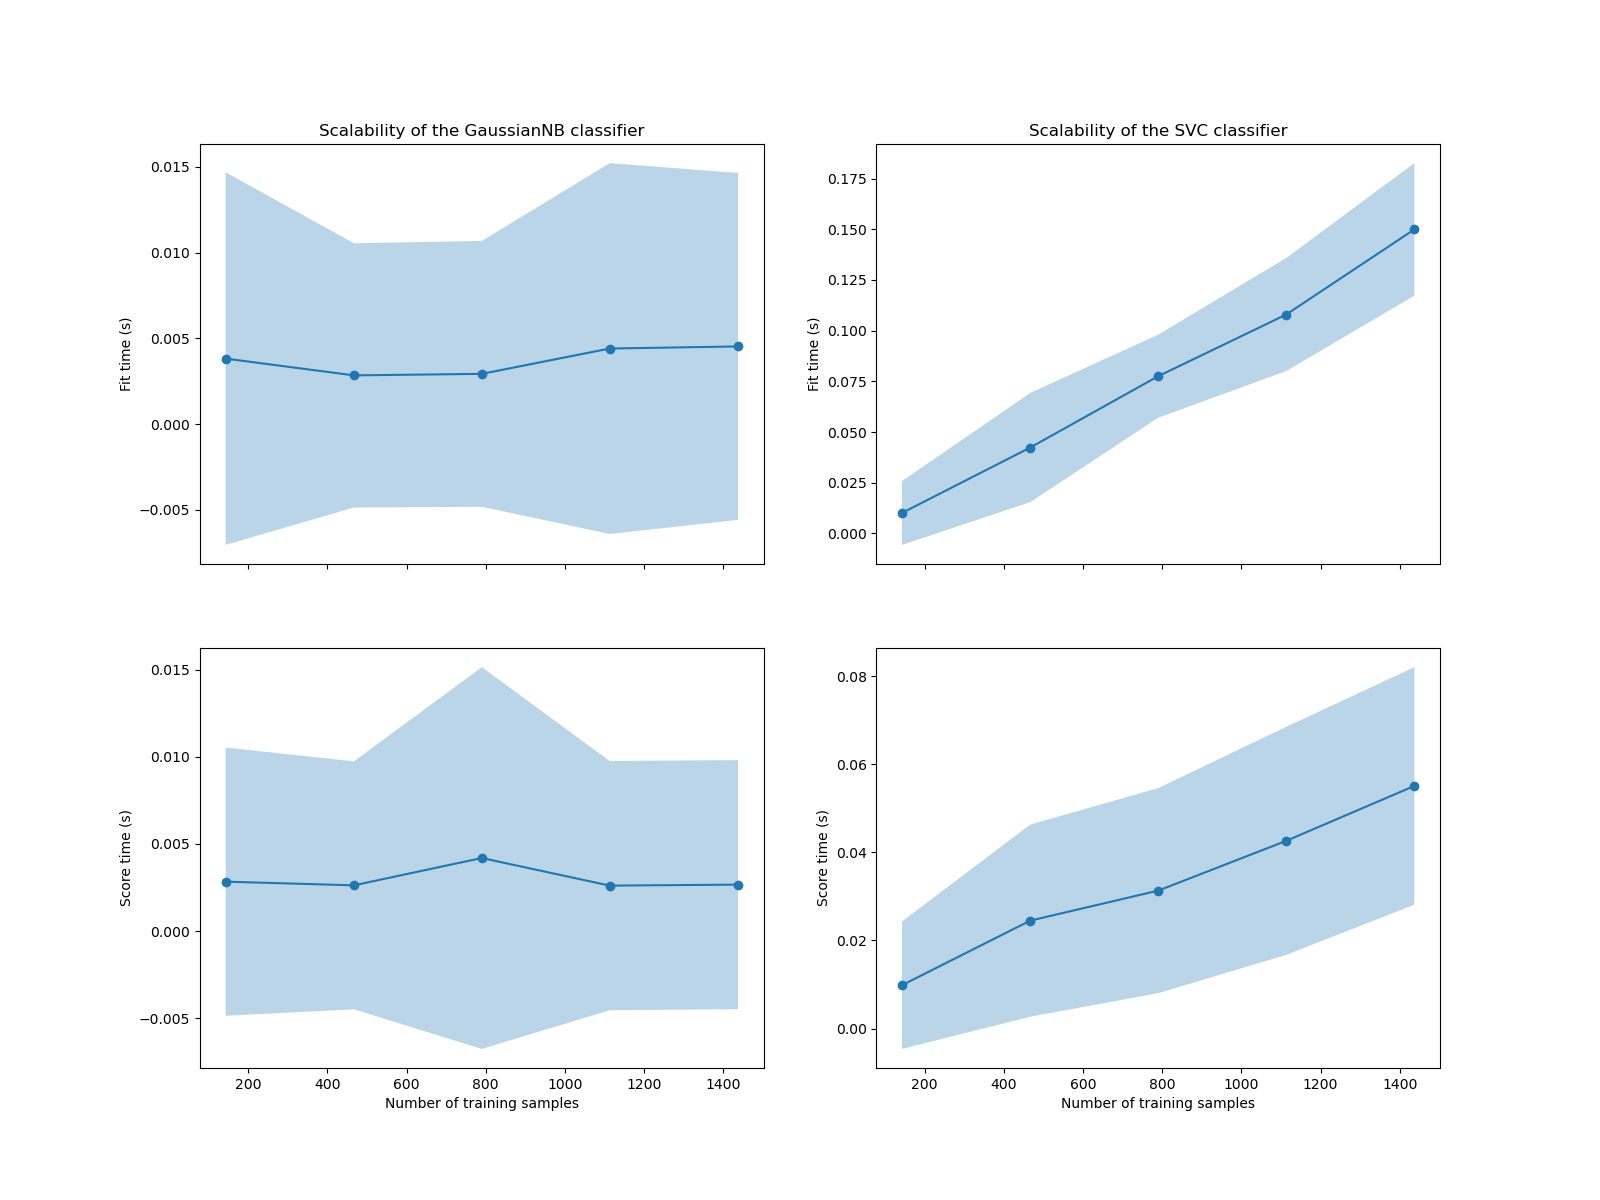 Scalability of the GaussianNB classifier
0.015
0.010
0.005
0.000
−0.005
Fit time (s)
Scalability of the SVC classifier
0.175
0.150
0.125
0.100
0.075
0.050
0.025
0.000
Fit time (s)
0.015
0.010
0.005
0.000
−0.005
Score time (s)
200 400 600 800 1000 1200 1400
Number of training samples
0.08
0.06
0.04
0.02
0.00
Score time (s)
200 400 600 800 1000 1200 1400
Number of training samples